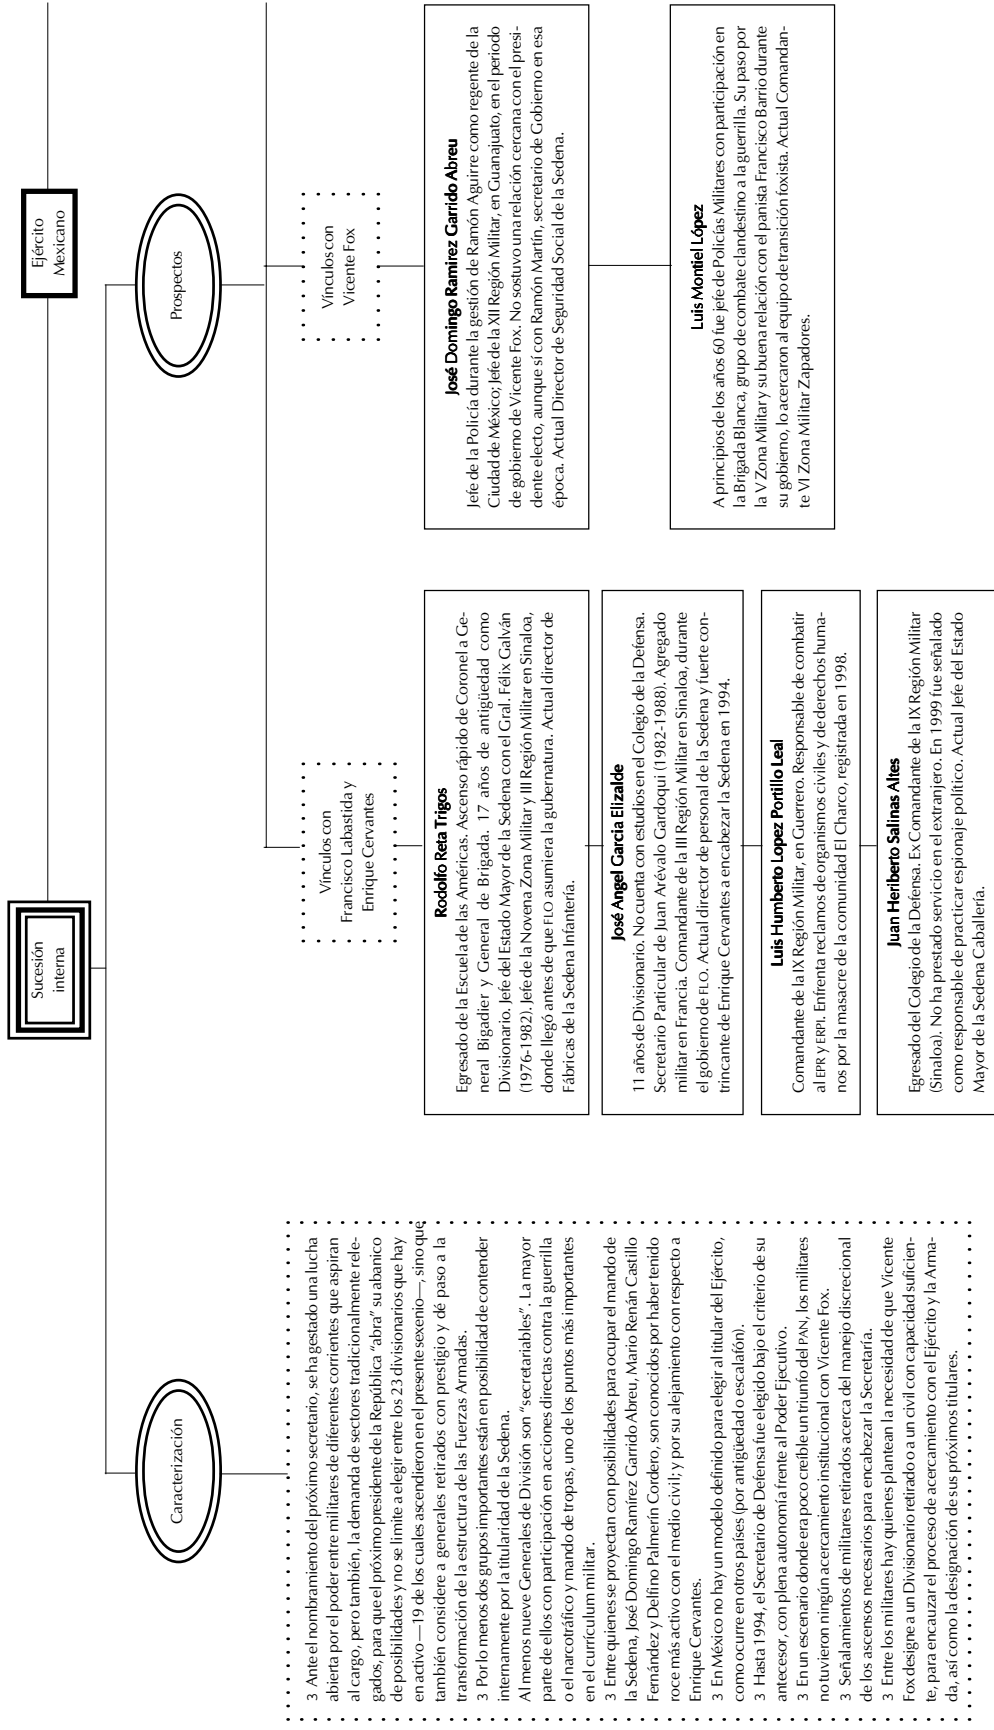 Ejército
Mexicano
Sucesión
interna
Caracterización
Prospectos
3 Ante el nombramiento del próximo secretario, se ha gestado una lucha
abierta por el poder entre militares de diferentes corrientes que aspiran
al cargo, pero también, la demanda de sectores tradicionalmente rele-
gados, para que el próximo presidente de la República “abra” su abanico
de posibilidades y no se limite a elegir entre los 23 divisionarios que hay
en activo —19 de los cuales ascendieron en el presente sexenio—, sino que
también considere a generales retirados con prestigio y dé paso a la
transformación de la estructura de las Fuerzas Armadas.
3 Por lo menos dos grupos importantes están en posibilidad de contender
internamente por la titularidad de la Sedena.
Al menos nueve Generales de División son “secretariables”. La mayor
parte de ellos con participación en acciones directas contra la guerrilla
o el narcotráfico y mando de tropas, uno de los puntos más importantes
en el currículum militar.
3 Entre quienes se proyectan con posibilidades para ocupar el mando de
la Sedena, José Domingo Ramírez Garrido Abreu, Mario Renán Castillo
Fernández y Delfino Palmerín Cordero, son conocidos por haber tenido
roce más activo con el medio civil; y por su alejamiento con respecto a
Enrique Cervantes.
3 En México no hay un modelo definido para elegir al titular del Ejército,
como ocurre en otros países (por antigüedad o escalafón).
3 Hasta 1994, el Secretario de Defensa fue elegido bajo el criterio de su
antecesor, con plena autonomía frente al Poder Ejecutivo.
3 En un escenario donde era poco creíble un triunfo del PAN, los militares
no tuvieron ningún acercamiento institucional con Vicente Fox.
3 Señalamientos de militares retirados acerca del manejo discrecional
de los ascensos necesarios para encabezar la Secretaría.
3 Entre los militares hay quienes plantean la necesidad de que Vicente
Fox designe a un Divisionario retirado o a un civil con capacidad suficien-
te, para encauzar el proceso de acercamiento con el Ejército y la Arma-
da, así como la designación de sus próximos titulares.
Vínculos con
Francisco Labastida y
Enrique Cervantes
Rodolfo Reta Trigos
Egresado de la Escuela de las Américas. Ascenso rápido de Coronel a Ge-
neral Bigadier y General de Brigada. 17 años de antigüedad como
Divisionario. Jefe del Estado Mayor de la Sedena con el Gral. Félix Galván
(1976-1982). Jefe de la Novena Zona Militar y III Región Militar en Sinaloa,
donde llegó antes de que FLO asumiera la gubernatura. Actual director de
Fábricas de la Sedena Infantería.
José Angel García Elizalde
11 años de Divisionario. No cuenta con estudios en el Colegio de la Defensa.
Secretario Particular de Juan Arévalo Gardoqui (1982-1988). Agregado
militar en Francia. Comandante de la III Región Militar en Sinaloa, durante
el gobierno de FLO. Actual director de personal de la Sedena y fuerte con-
trincante de Enrique Cervantes a encabezar la Sedena en 1994.
Luis Humberto Lopez Portillo Leal
Comandante de la IX Región Militar, en Guerrero. Responsable de combatir
al EPR y ERPI. Enfrenta reclamos de organismos civiles y de derechos huma-
nos por la masacre de la comunidad El Charco, registrada en 1998.
Juan Heriberto Salinas Altes
Egresado del Colegio de la Defensa. Ex Comandante de la IX Región Militar
(Sinaloa). No ha prestado servicio en el extranjero. En 1999 fue señalado
como responsable de practicar espionaje político. Actual Jefe del Estado
Mayor de la Sedena Caballería.
Vínculos con
Vicente Fox
José Domingo Ramirez Garrido Abreu
Jefe de la Policía durante la gestión de Ramón Aguirre como regente de la
Ciudad de México; Jefe de la XII Región Militar, en Guanajuato, en el periodo
de gobierno de Vicente Fox. No sostuvo una relación cercana con el presi-
dente electo, aunque sí con Ramón Martín, secretario de Gobierno en esa
época. Actual Director de Seguridad Social de la Sedena.
Luis Montiel López
A principios de los años 60 fue jefe de Policías Militares con participación en
la Brigada Blanca, grupo de combate clandestino a la guerrilla. Su paso por
la V Zona Militar y su buena relación con el panista Francisco Barrio durante
su gobierno, lo acercaron al equipo de transición foxista. Actual Comandan-
te VI Zona Militar Zapadores.